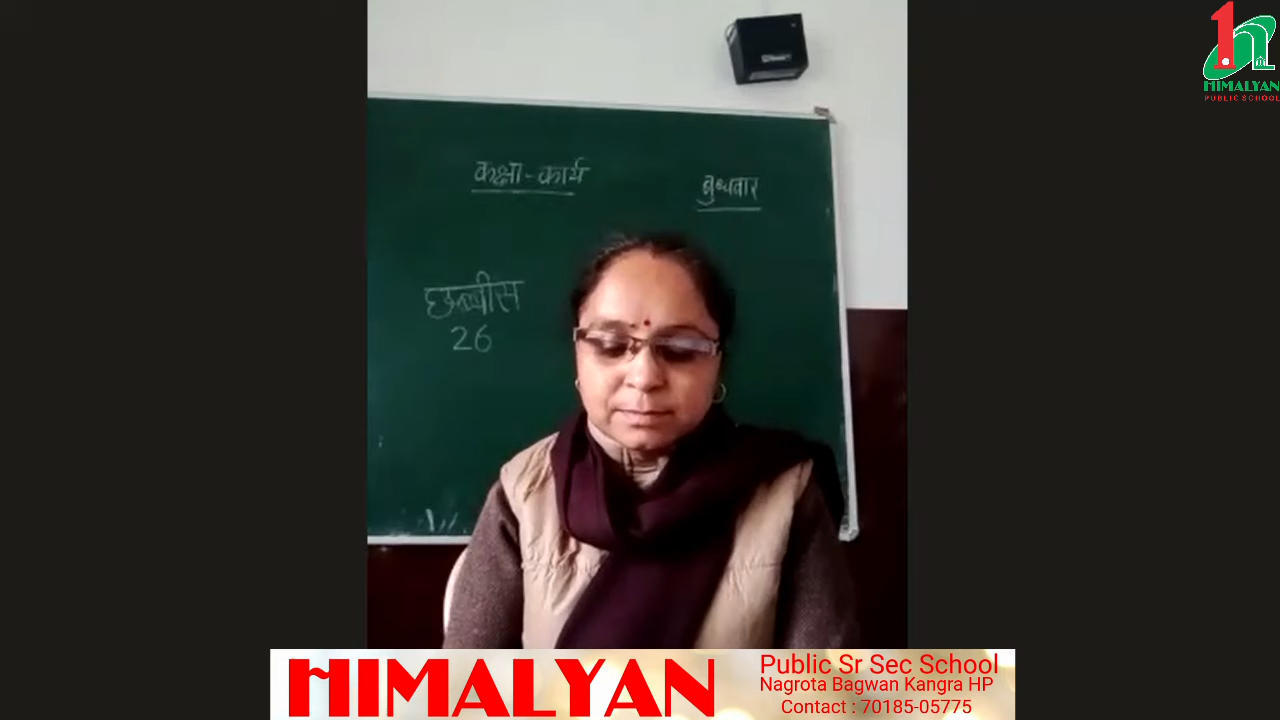 HIMALYAN
PUBLIC SCHOOL
कक्षा-कार्य
बुधवार
छब्बीस
26
HIMALYAN
Public Sr Sec School
Nagrota Bagwan Kangra HP
Contact : 70185-05775